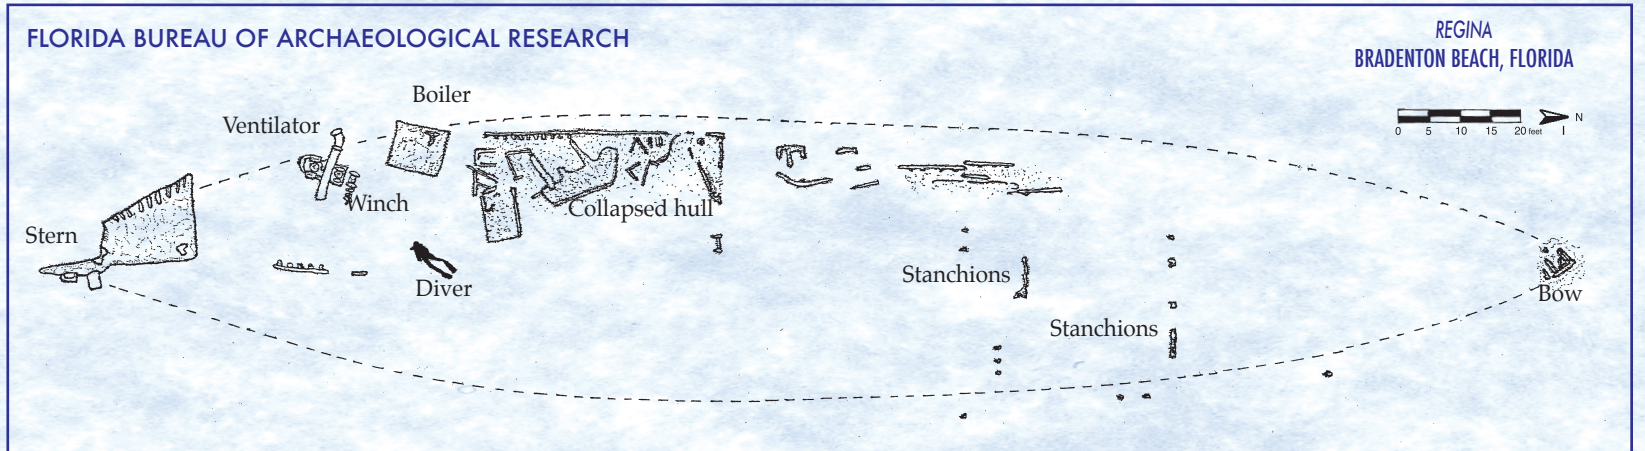 FLORIDA BUREAU OF ARCHAEOLOGICAL RESEARCH
REGINA
BRADENTON BEACH, FLORIDA
0 5 10 15 20 feet
N
Boiler
Ventilator
Winch
Collapsed hull
Stern
Diver
Stanchions
Stanchions
Bow